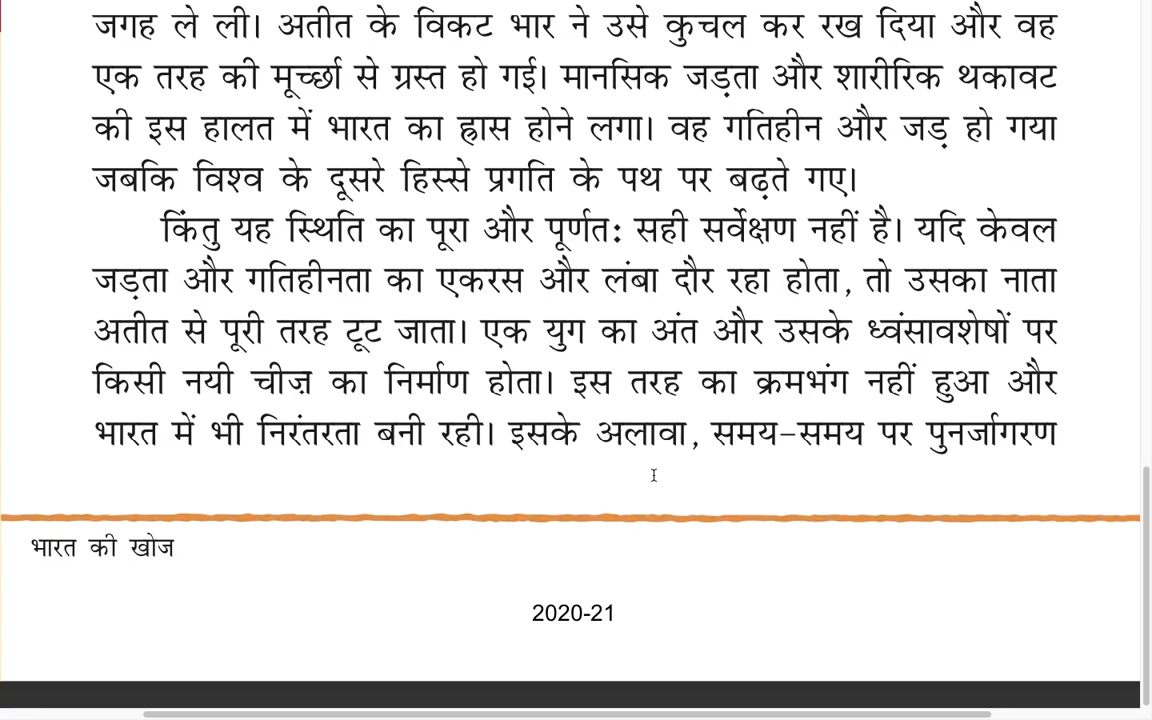 जगह ले ली। अतीत के विकट भार ने उसे कुचल कर रख दिया और वह
एक तरह की मूर्च्छा से ग्रस्त हो गई। मानसिक जड़ता और शारीरिक थकावट
की इस हालत में भारत का ह्रास होने लगा। वह गतिहीन और जड़ हो गया
जबकि विश्व के दूसरे हिस्से प्रगति के पथ पर बढ़ते गए।
किंतु यह स्थिति का पूरा और पूर्णत: सही सर्वेक्षण नहीं है। यदि केवल
जड़ता और गतिहीनता का एकरस और लंबा दौर रहा होता, तो उसका नाता
अतीत से पूरी तरह टूट जाता। एक युग का अंत और उसके ध्वंसावशेषों पर
किसी नयी चीज़ का निर्माण होता। इस तरह का क्रमभंग नहीं हुआ और
भारत में भी निरंतरता बनी रही। इसके अलावा, समय-समय पर पुनर्जागरण
भारत की खोज
2020-21